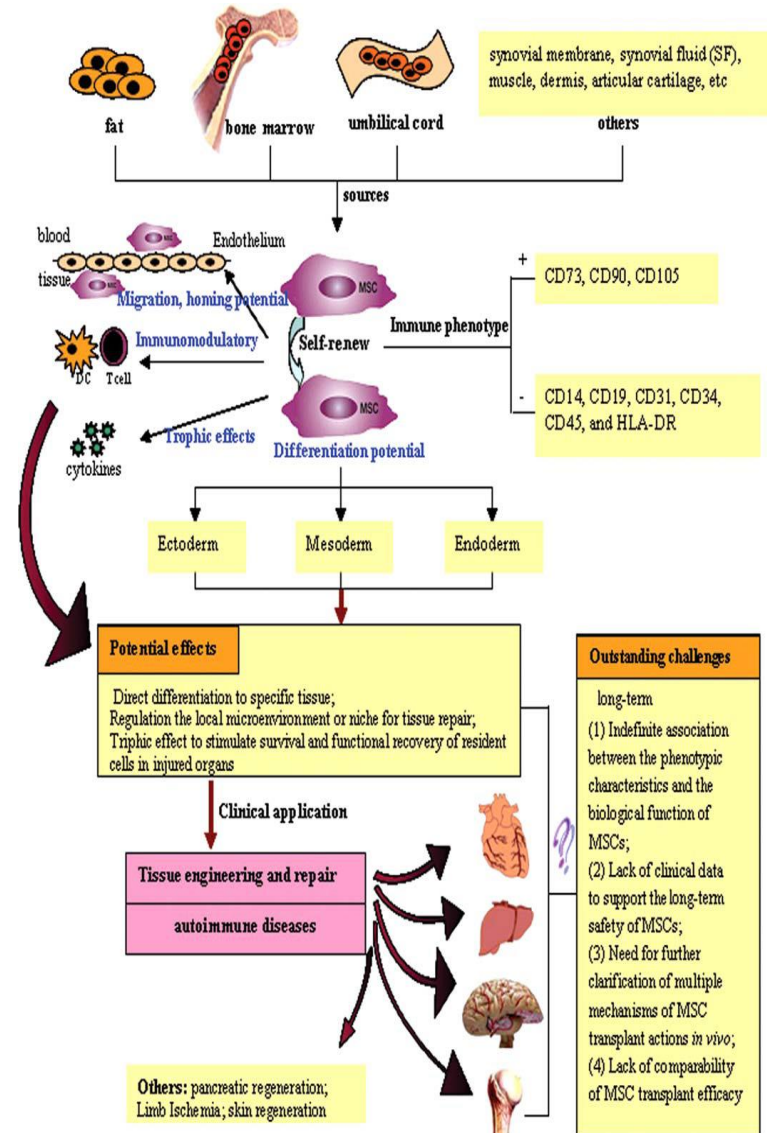 synovial membrane, synovial fluid (SF),
muscle, dermis, articular cartilage, etc
fat
bone marrow
umbilical cord
others
sources
blood
Endothelium
tissue
MSC
MSC
Migration, homing potential
MSC
Immunomodulatory
DC
T cell
Self-renew
Immune phenotype
+
CD73, CD90, CD105
-
CD14, CD19, CD31, CD34,
CD45, and HLA-DR
Trophic effects
cytokines
MSC
Differentiation potential
Ectoderm
Mesoderm
Endoderm
Potential effects
Direct differentiation to specific tissue;
Regulation the local microenvironment or niche for tissue repair;
Triphic effect to stimulate survival and functional recovery of resident
cells in injured organs
Clinical application
Tissue engineering and repair
autoimmune diseases
Others: pancreatic regeneration;
Limb Ischemia; skin regeneration
??
Outstanding challenges
long-term
(1) Indefinite association
between the phenotypic
characteristics and the
biological function of
MSCs;
(2) Lack of clinical data
to support the long-term
safety of MSCs;
(3) Need for further
clarification of multiple
mechanisms of MSC
transplant actions in vivo;
(4) Lack of comparability
of MSC transplant efficacy